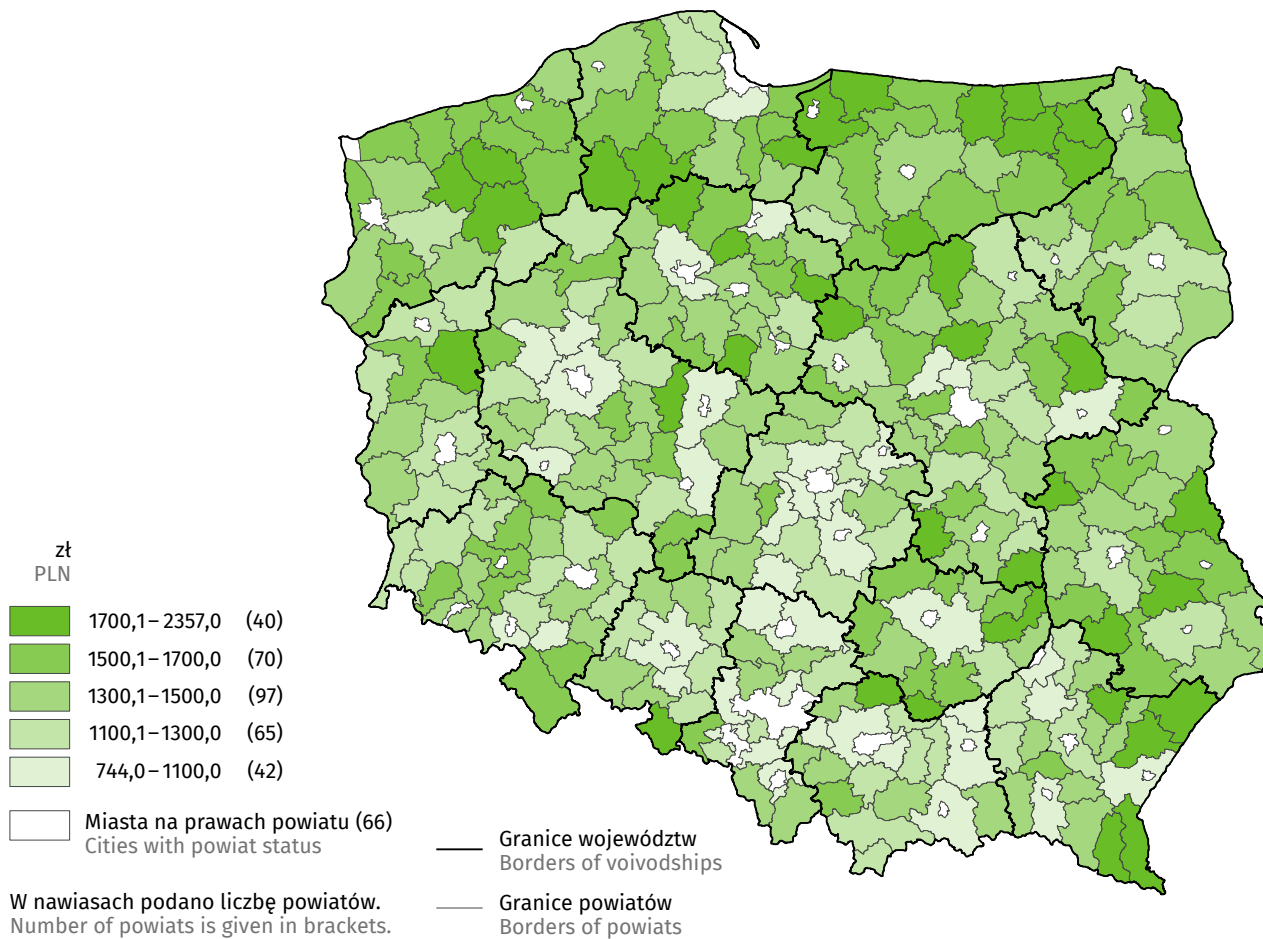 zł
PLN
1700,1–2357,0 (40)
1500,1–1700,0 (70)
1300,1–1500,0 (97)
1100,1–1300,0 (65)
744,0–1100,0 (42)
Miasta na prawach powiatu (66)
Cities with powiat status
W nawiasach podano liczbę powiatów.
Number of powiats is given in brackets.
Granice województw
Borders of voivodships
Granice powiatów
Borders of powiats